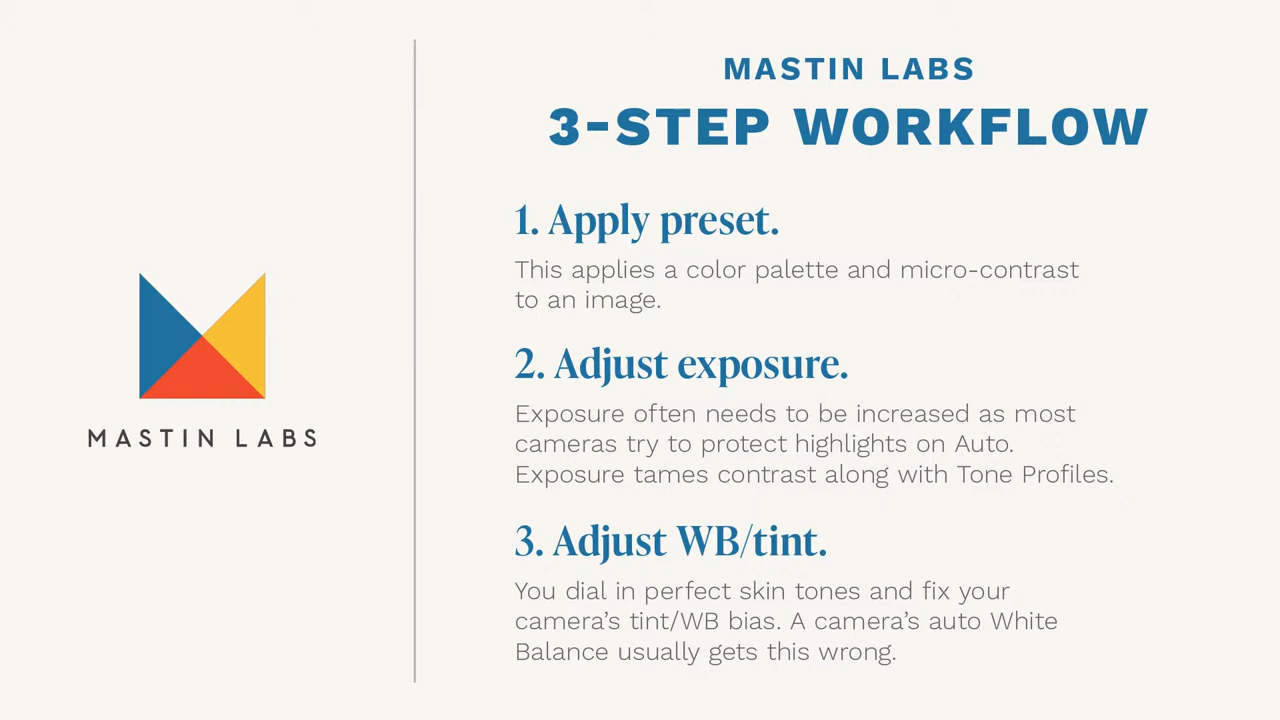 MASTIN LABS
MASTIN LABS
3-STEP WORKFLOW
1. Apply preset.
This applies a color palette and micro-contrast
to an image.
2. Adjust exposure.
Exposure often needs to be increased as most
cameras try to protect highlights on Auto.
Exposure tames contrast along with Tone Profiles.
3. Adjust WB/tint.
You dial in perfect skin tones and fix your
camera’s tint/WB bias. A camera’s auto White
Balance usually gets this wrong.